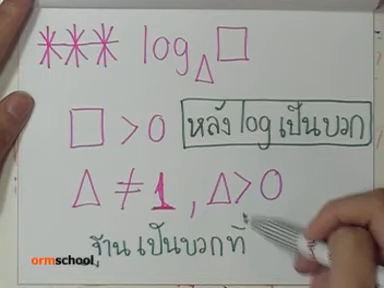 *** log△□
□ > 0 หลัง log เป็นบวก
△ ≠ 1 , △ > 0
ฐานเป็นบวกที่
ormschool